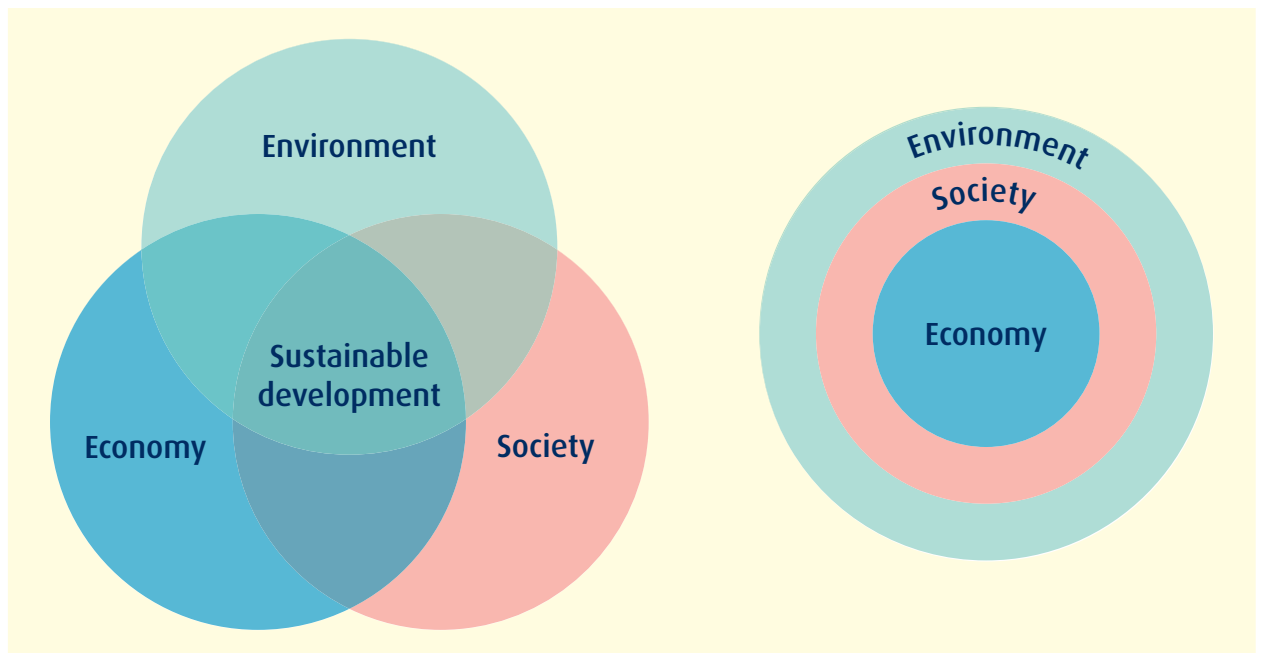 Environment
Sustainable
development
Economy
Society
Environment
Society
Economy